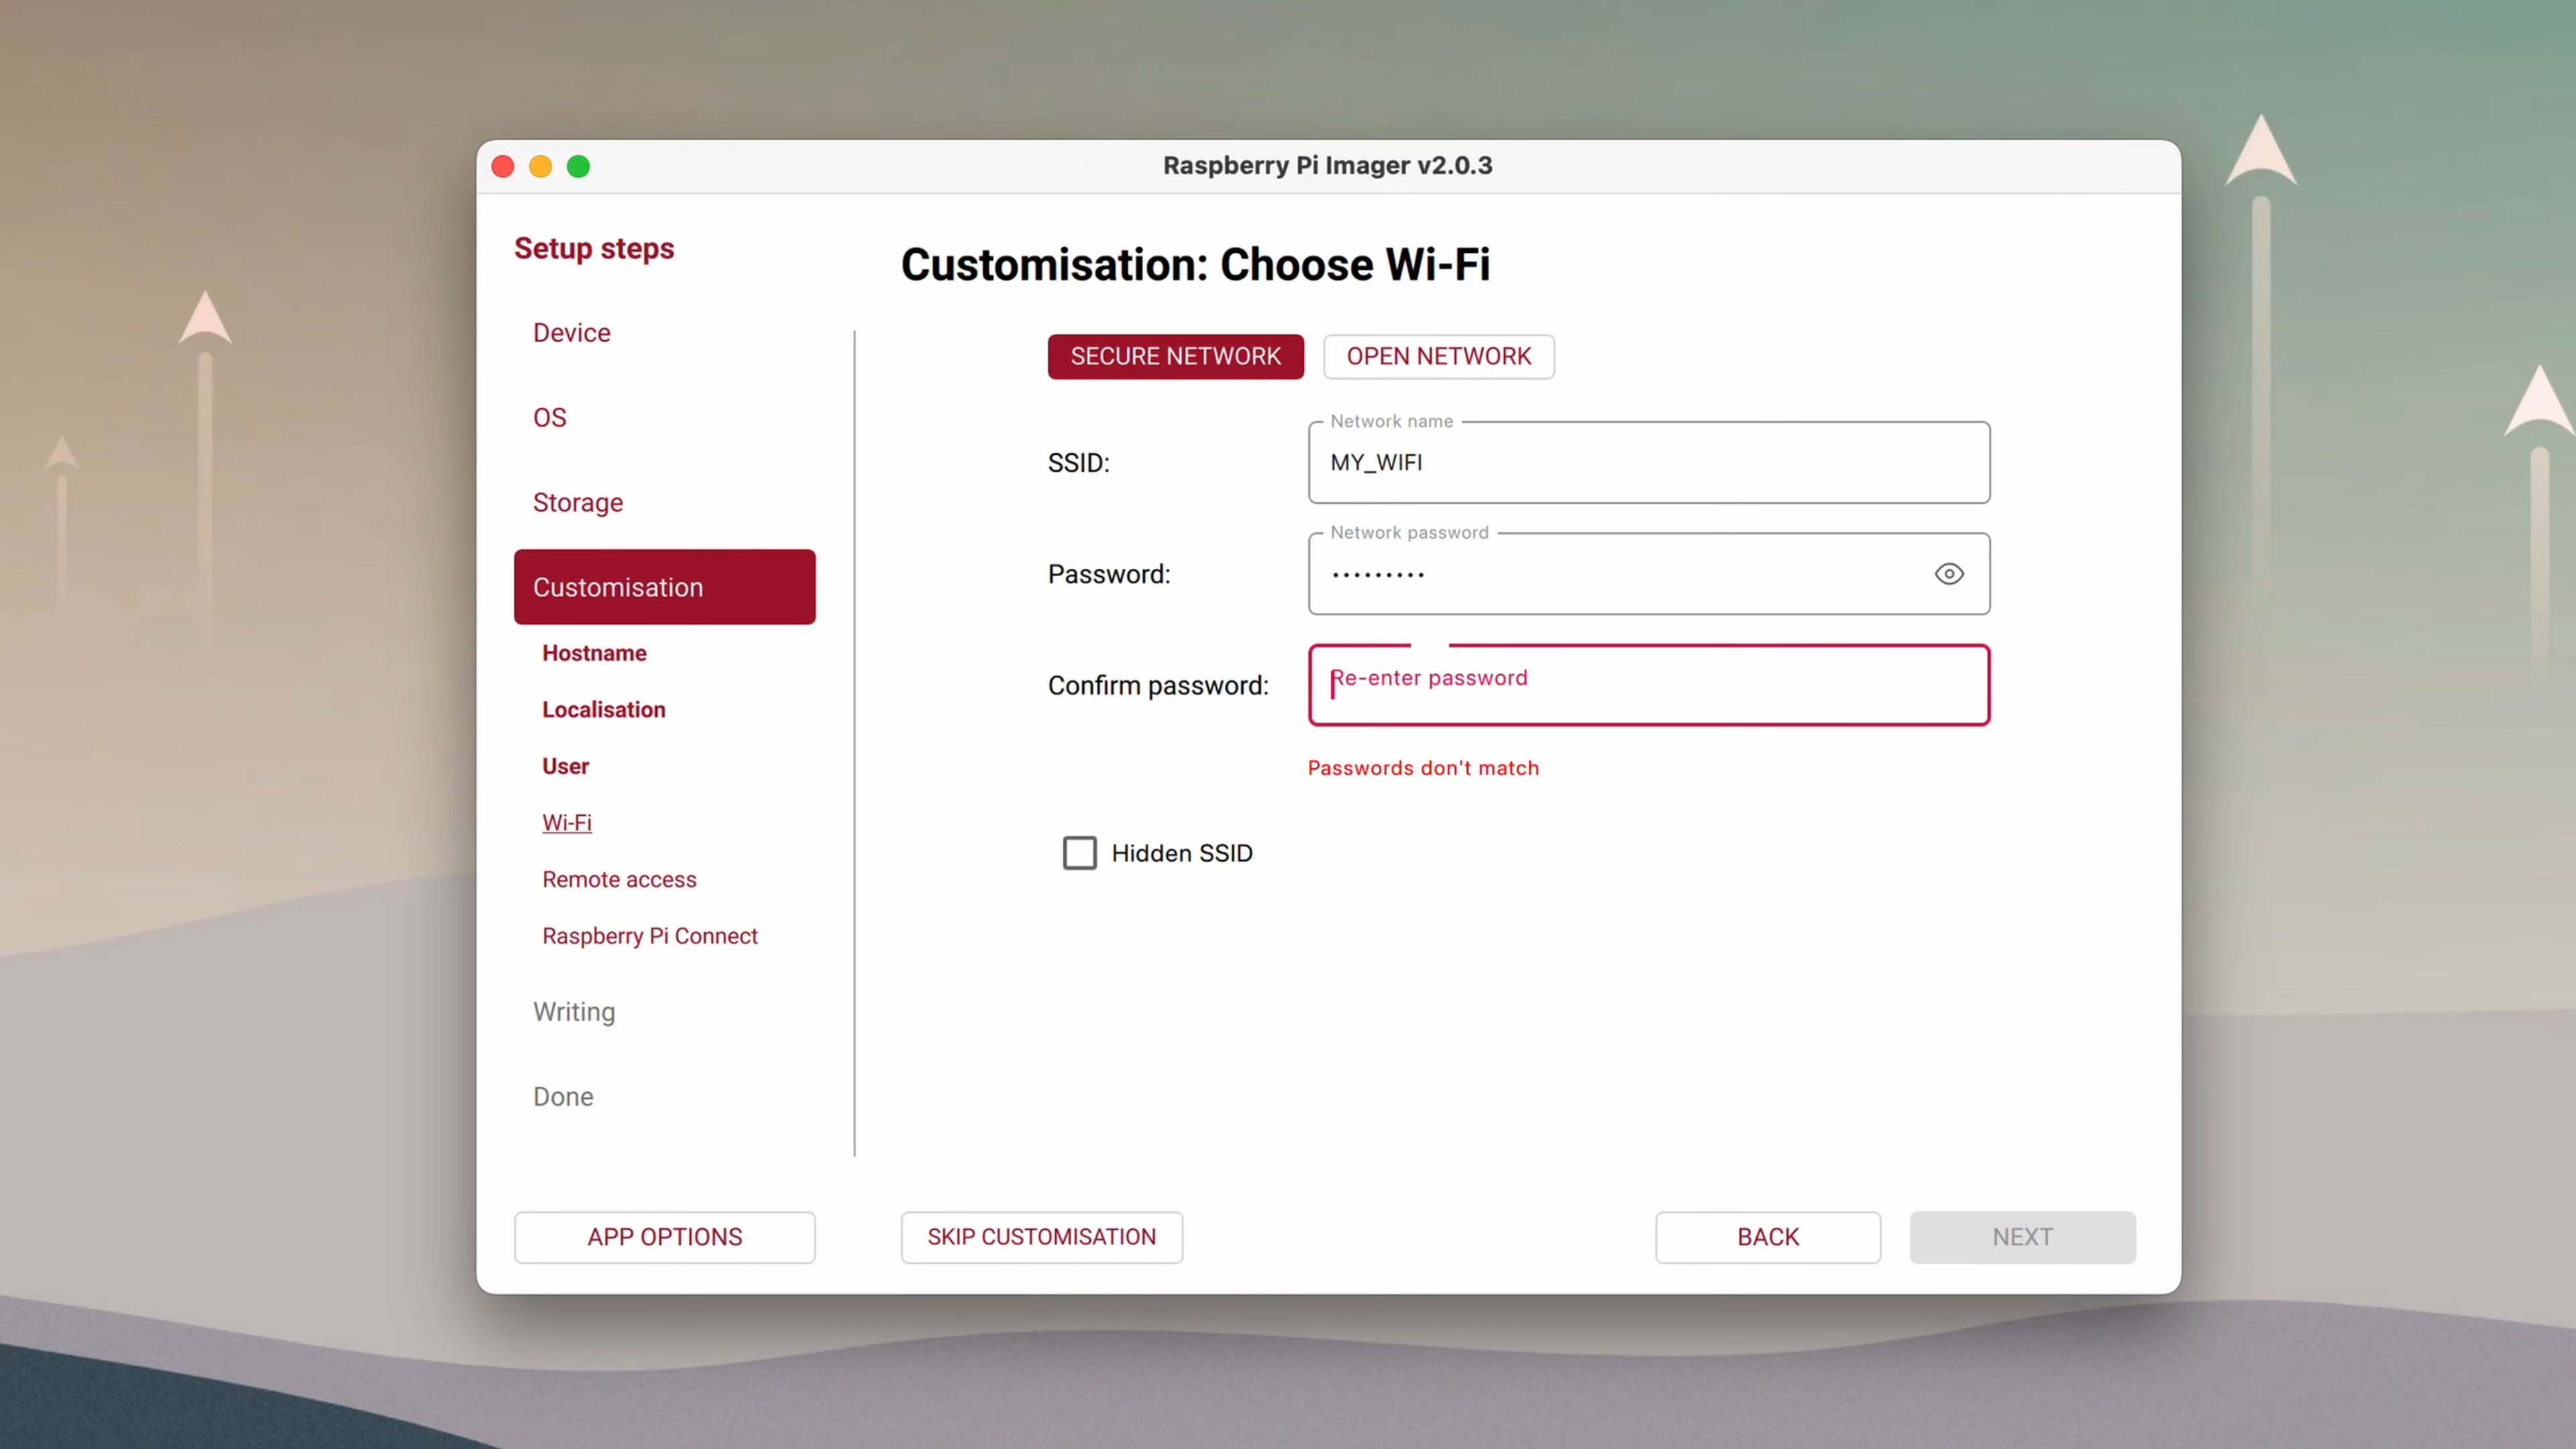 Raspberry Pi Imager v2.0.3
Setup steps
Device
OS
Storage
Customisation
Hostname
Localisation
User
Wi-Fi
Remote access
Raspberry Pi Connect
Writing
Done
APP OPTIONS
Customisation: Choose Wi-Fi
SECURE NETWORK OPEN NETWORK
Network name
SSID: MY_WIFI
Network password
Password: •••••••••
Confirm password: Re-enter password
Passwords don't match
Hidden SSID
SKIP CUSTOMISATION BACK NEXT